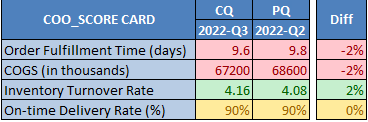 COO_SCORE CARD CQ PQ Diff
2022-Q3 2022-Q2
Order Fulfillment Time (days) 9.6 9.8 -2%
COGS (in thousands) 67200 68600 -2%
Inventory Turnover Rate 4.16 4.08 2%
On-time Delivery Rate (%) 90% 90% 0%